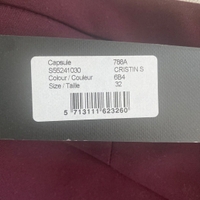 Capsule 788A
SS5241030 CRISTIN S
Colour / Couleur 6B4
Size / Taille 32
5 713111 623260